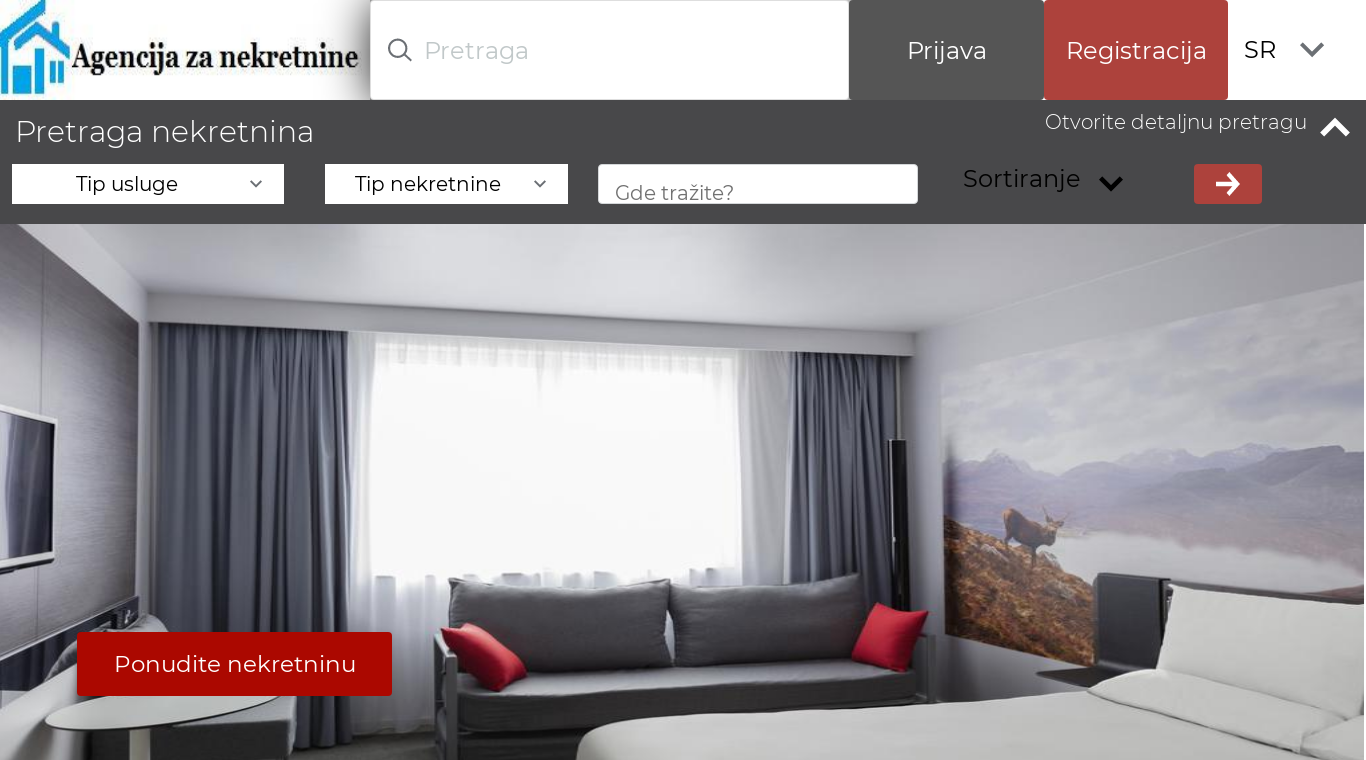 Agencija za nekretnine
Pretraga
Prijava
Registracija
SR
Pretraga nekretnina
Otvorite detaljnu pretragu
Tip usluge
Tip nekretnine
Gde tražite?
Sortiranje
Ponudite nekretninu